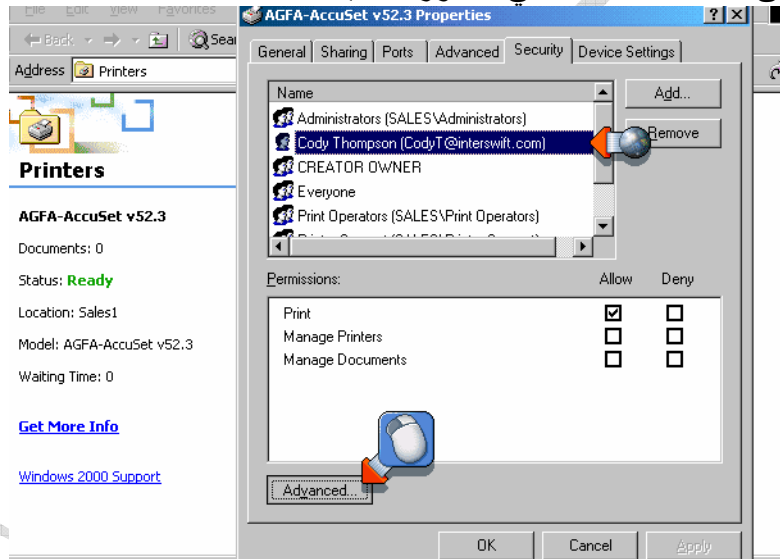 File Edit View Favorites
Back
Address Printers
Printers
AGFA-AccuSet v52.3
Documents: 0
Status: Ready
Location: Sales1
Model: AGFA-AccuSet v52.3
Waiting Time: 0
Get More Info
Windows 2000 Support
AGFA-AccuSet v52.3 Properties
General Sharing Ports Advanced Security Device Settings
Name
Administrators (SALES\Administrators)
Cody Thompson (CodyT@interswift.com)
CREATOR OWNER
Everyone
Print Operators (SALES\Print Operators)
Add...
Remove
Permissions: Allow Deny
Print
Manage Printers
Manage Documents
Advanced...
OK Cancel Apply